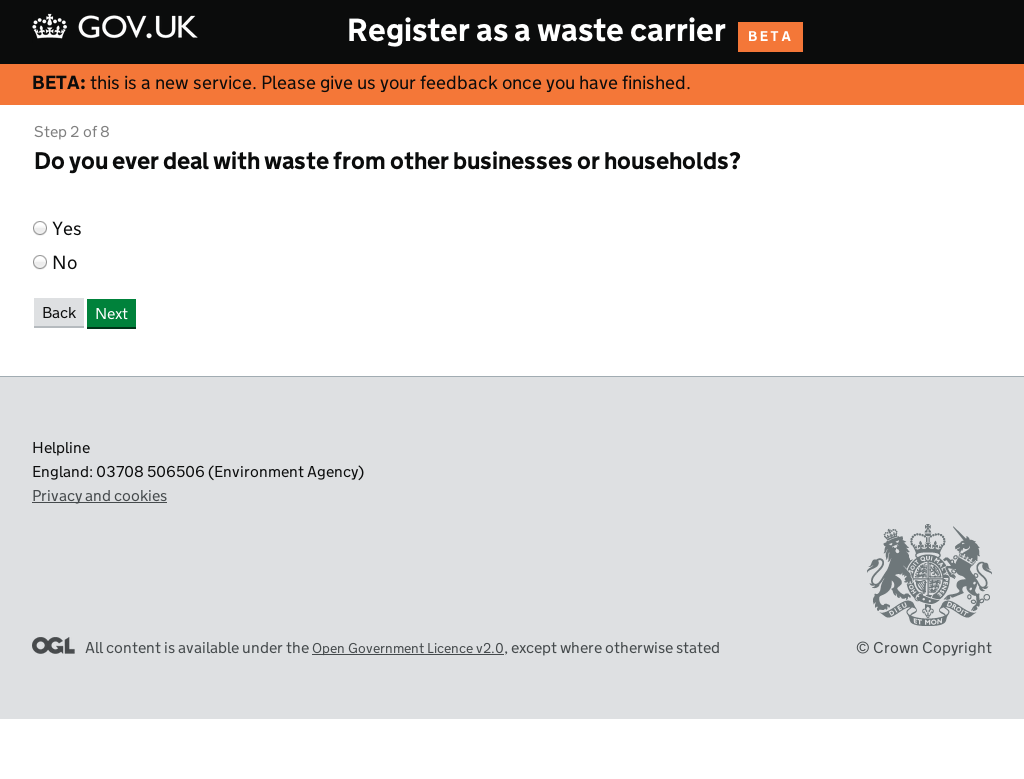 GOV.UK
Register as a waste carrier BETA
BETA: this is a new service. Please give us your feedback once you have finished.
Step 2 of 8
Do you ever deal with waste from other businesses or households?
Yes
No
Back Next
Helpline
England: 03708 506506 (Environment Agency)
Privacy and cookies
DIEU ET MON DROIT
OGL All content is available under the Open Government Licence v2.0, except where otherwise stated
© Crown Copyright